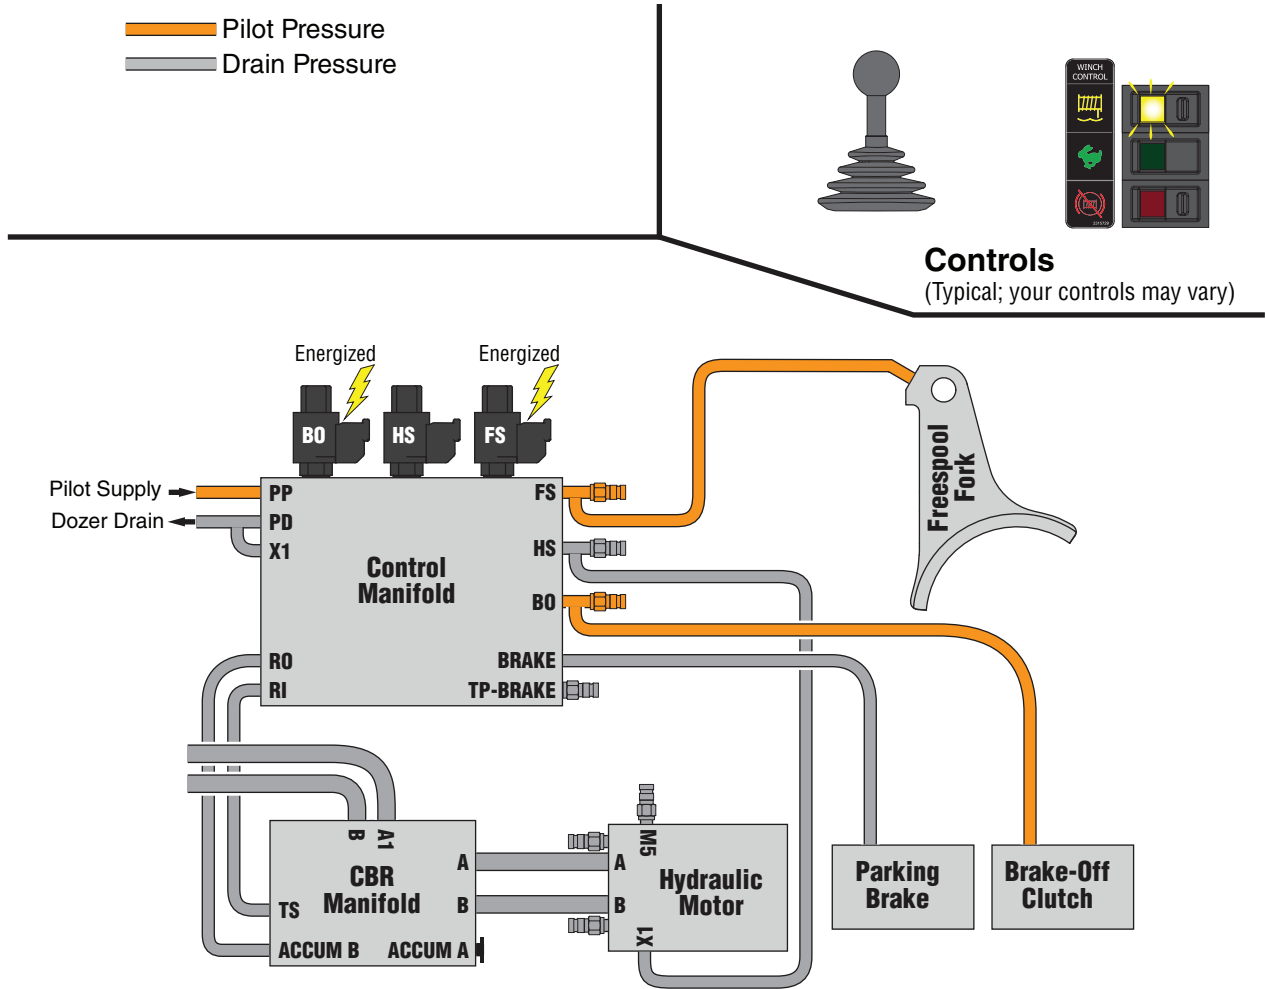 Pilot Pressure
Drain Pressure
WINCH
CONTROL
Controls
(Typical; your controls may vary)
Energized
Energized
BO
HS
FS
Pilot Supply
Dozer Drain
PP
PD
X1
RO
RI
Control
Manifold
FS
HS
BO
BRAKE
TP-BRAKE
Freespool
Fork
B
A1
CBR
Manifold
A
B
TS
ACCUM B
ACCUM A
M5
A
B
Hydraulic
Motor
LX
Parking
Brake
Brake-Off
Clutch